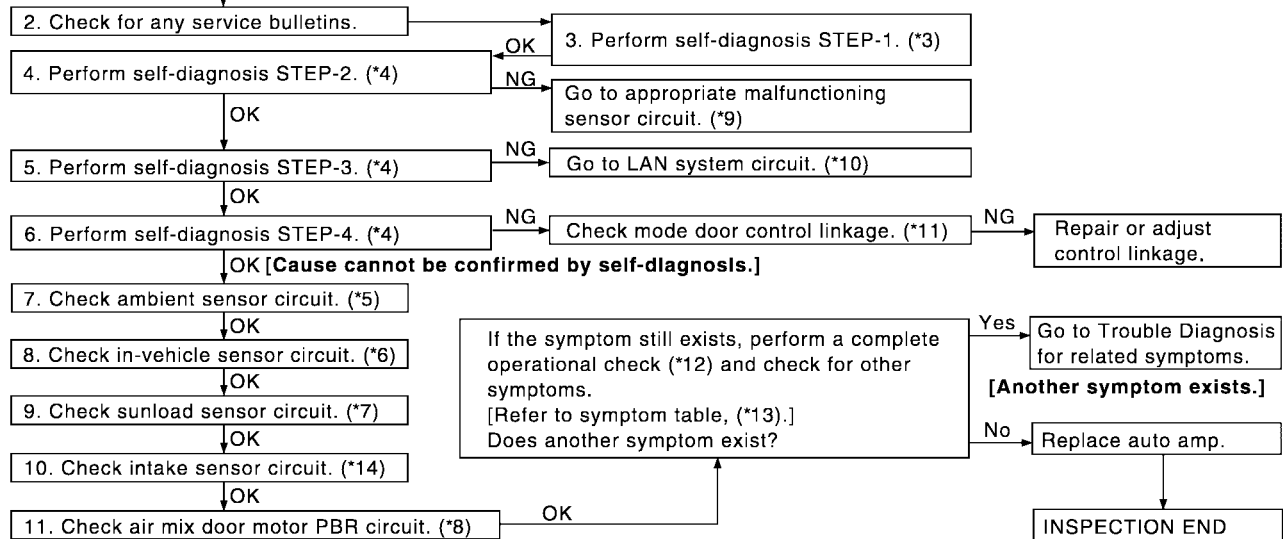 2. Check for any service bulletins.
3. Perform self-diagnosis STEP-1. (*3)
OK
4. Perform self-diagnosis STEP-2. (*4)
NG
Go to appropriate malfunctioning
sensor circuit. (*9)
OK
5. Perform self-diagnosis STEP-3. (*4)
NG
Go to LAN system circuit. (*10)
OK
6. Perform self-diagnosis STEP-4. (*4)
NG
Check mode door control linkage. (*11)
NG
Repair or adjust
control linkage.
OK [Cause cannot be confirmed by self-diagnosis.]
7. Check ambient sensor circuit. (*5)
OK
8. Check in-vehicle sensor circuit. (*6)
OK
9. Check sunload sensor circuit. (*7)
OK
10. Check intake sensor circuit. (*14)
OK
11. Check air mix door motor PBR circuit. (*8)
OK
If the symptom still exists, perform a complete
operational check (*12) and check for other
symptoms.
[Refer to symptom table, (*13).]
Does another symptom exist?
Yes
Go to Trouble Diagnosis
for related symptoms.
[Another symptom exists.]
No
Replace auto amp.
INSPECTION END